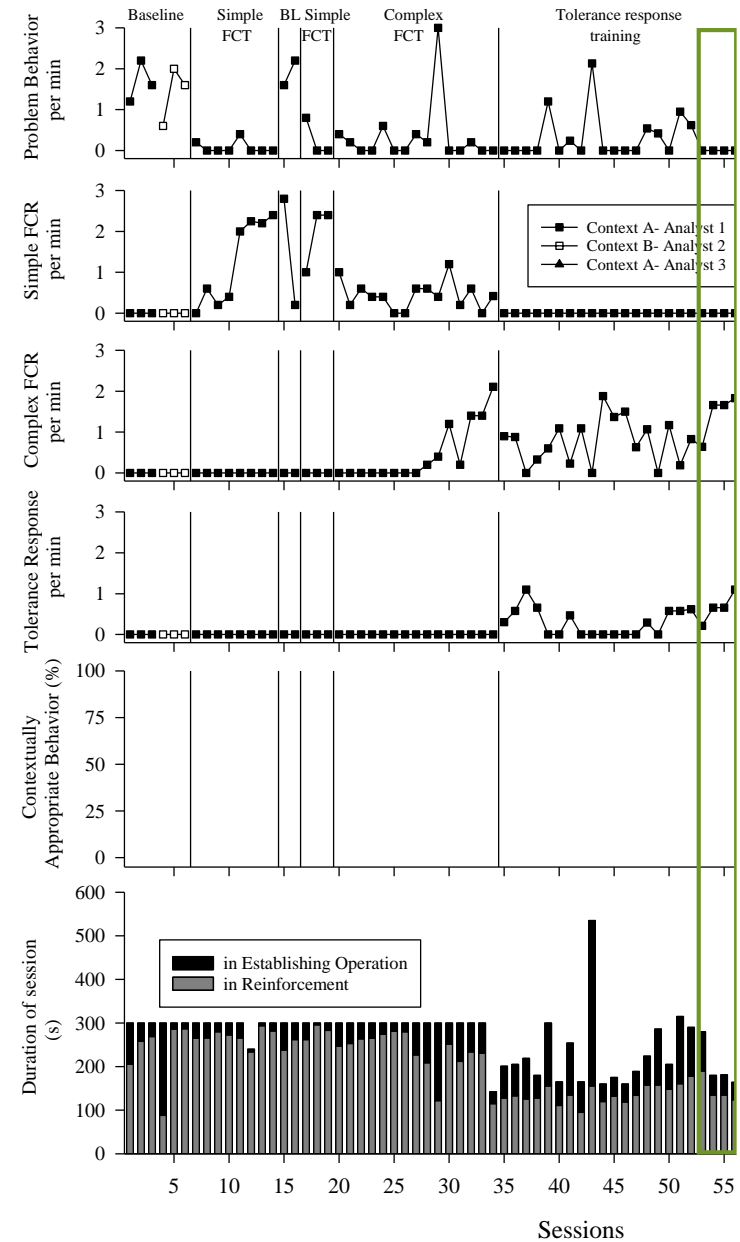 Baseline Simple FCT BL Simple FCT Complex FCT Tolerance response training
Problem Behavior per min
3
2
1
0
Simple FCR per min
3
2
1
0
Context A- Analyst 1
Context B- Analyst 2
Context A- Analyst 3
Complex FCR per min
3
2
1
0
Tolerance Response per min
3
2
1
0
Contextually Appropriate Behavior (%)
100
75
50
25
0
Duration of session (s)
600
500
400
300
200
100
0
in Establishing Operation
in Reinforcement
5 10 15 20 25 30 35 40 45 50 55
Sessions